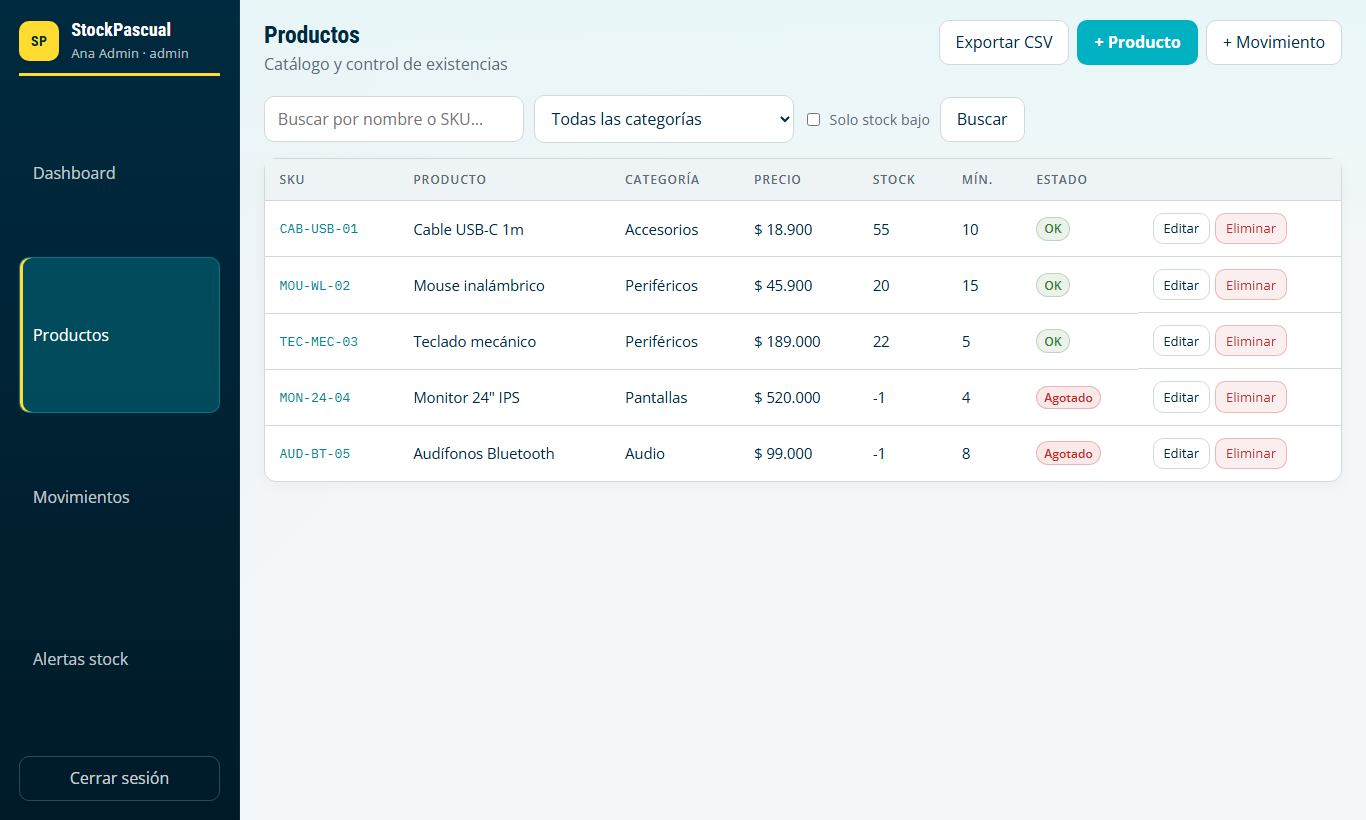 SP
StockPascual
Ana Admin · admin
Dashboard
Productos
Movimientos
Alertas stock
Cerrar sesión
Productos
Catálogo y control de existencias
Exportar CSV
+ Producto
+ Movimiento
Buscar por nombre o SKU...
Todas las categorías
Solo stock bajo
Buscar
SKU PRODUCTO CATEGORÍA PRECIO STOCK MÍN. ESTADO
CAB-USB-01 Cable USB-C 1m Accesorios $ 18.900 55 10 OK Editar Eliminar
MOU-WL-02 Mouse inalámbrico Periféricos $ 45.900 20 15 OK Editar Eliminar
TEC-MEC-03 Teclado mecánico Periféricos $ 189.000 22 5 OK Editar Eliminar
MON-24-04 Monitor 24" IPS Pantallas $ 520.000 -1 4 Agotado Editar Eliminar
AUD-BT-05 Audífonos Bluetooth Audio $ 99.000 -1 8 Agotado Editar Eliminar